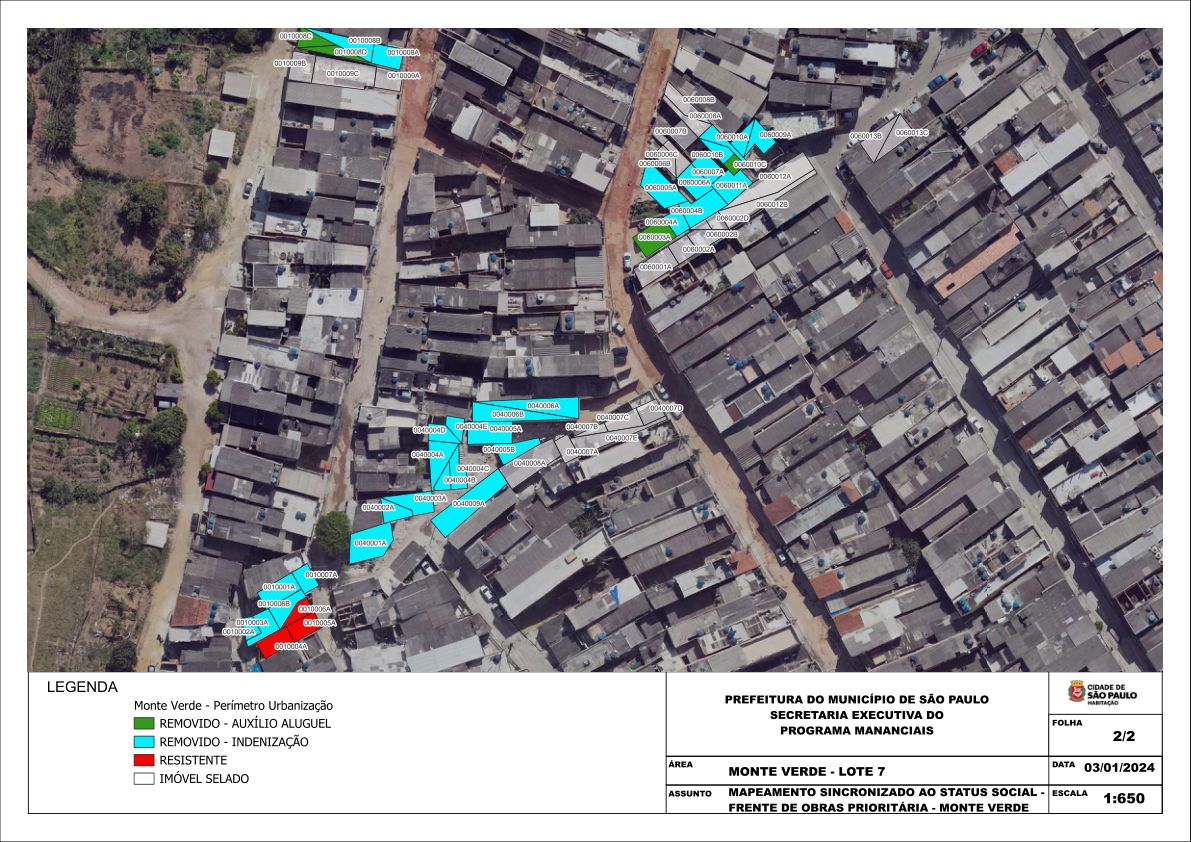 0010008C
0010008B
0010008D
0010008A
0010009B
0010009C
0010009A
0060008B
0060008A
0060007B
0060010A
0060009A
0060013B
0060013C
0060006C
0060010B
0060006B
0060010C
0060007A
0060012A
0060006A
0060005A
0060011A
0060012B
0060004B
0060002D
0060004A
0060003A
0060002B
0060002A
0060001A
0040006A
0040007D
0040006B
0040007C
0040004D
0040004E
0040005A
0040007B
0040007E
0040005B
0040004A
0040007A
0040008A
0040004C
0040004B
0040003A
0040009A
0040002A
0040001A
0010007A
0010001A
0010006B
0010006A
0010003A
0010005A
0010002A
0010004A
LEGENDA
Monte Verde - Perímetro Urbanização
REMOVIDO - AUXÍLIO ALUGUEL
REMOVIDO - INDENIZAÇÃO
RESISTENTE
IMÓVEL SELADO
PREFEITURA DO MUNICÍPIO DE SÃO PAULO
SECRETARIA EXECUTIVA DO
PROGRAMA MANANCIAIS
CIDADE DE
SÃO PAULO
HABITAÇÃO
FOLHA
2/2
ÁREA
MONTE VERDE - LOTE 7
DATA 03/01/2024
ASSUNTO
MAPEAMENTO SINCRONIZADO AO STATUS SOCIAL -
FRENTE DE OBRAS PRIORITÁRIA - MONTE VERDE
ESCALA 1:650